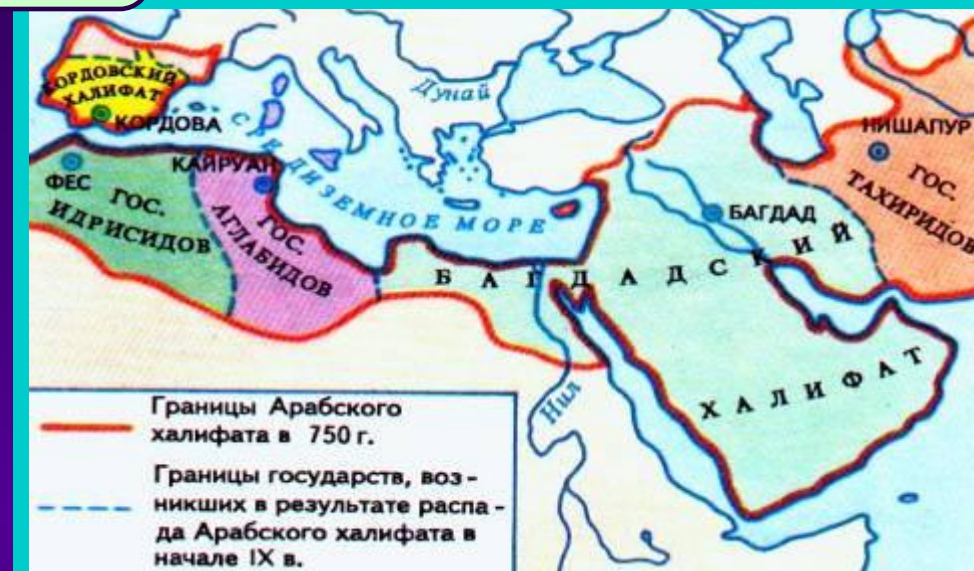 КОРДОВСКИЙ
ХАЛИФАТ
КОРДОВА
Дунай
НИШАПУР
ГОС.
ТАХИРИДОВ
КАЙРУАН
ФЕС
ГОС.
ИДРИСИДОВ
ГОС.
АГЛАБИДОВ
СРЕДИЗЕМНОЕ МОРЕ
БАГДАД
БАГДАДСКИЙ
ХАЛИФАТ
Нил
Границы Арабского
халифата в 750 г.
Границы государств, воз-
никших в результате распа-
да Арабского халифата в
начале IX в.